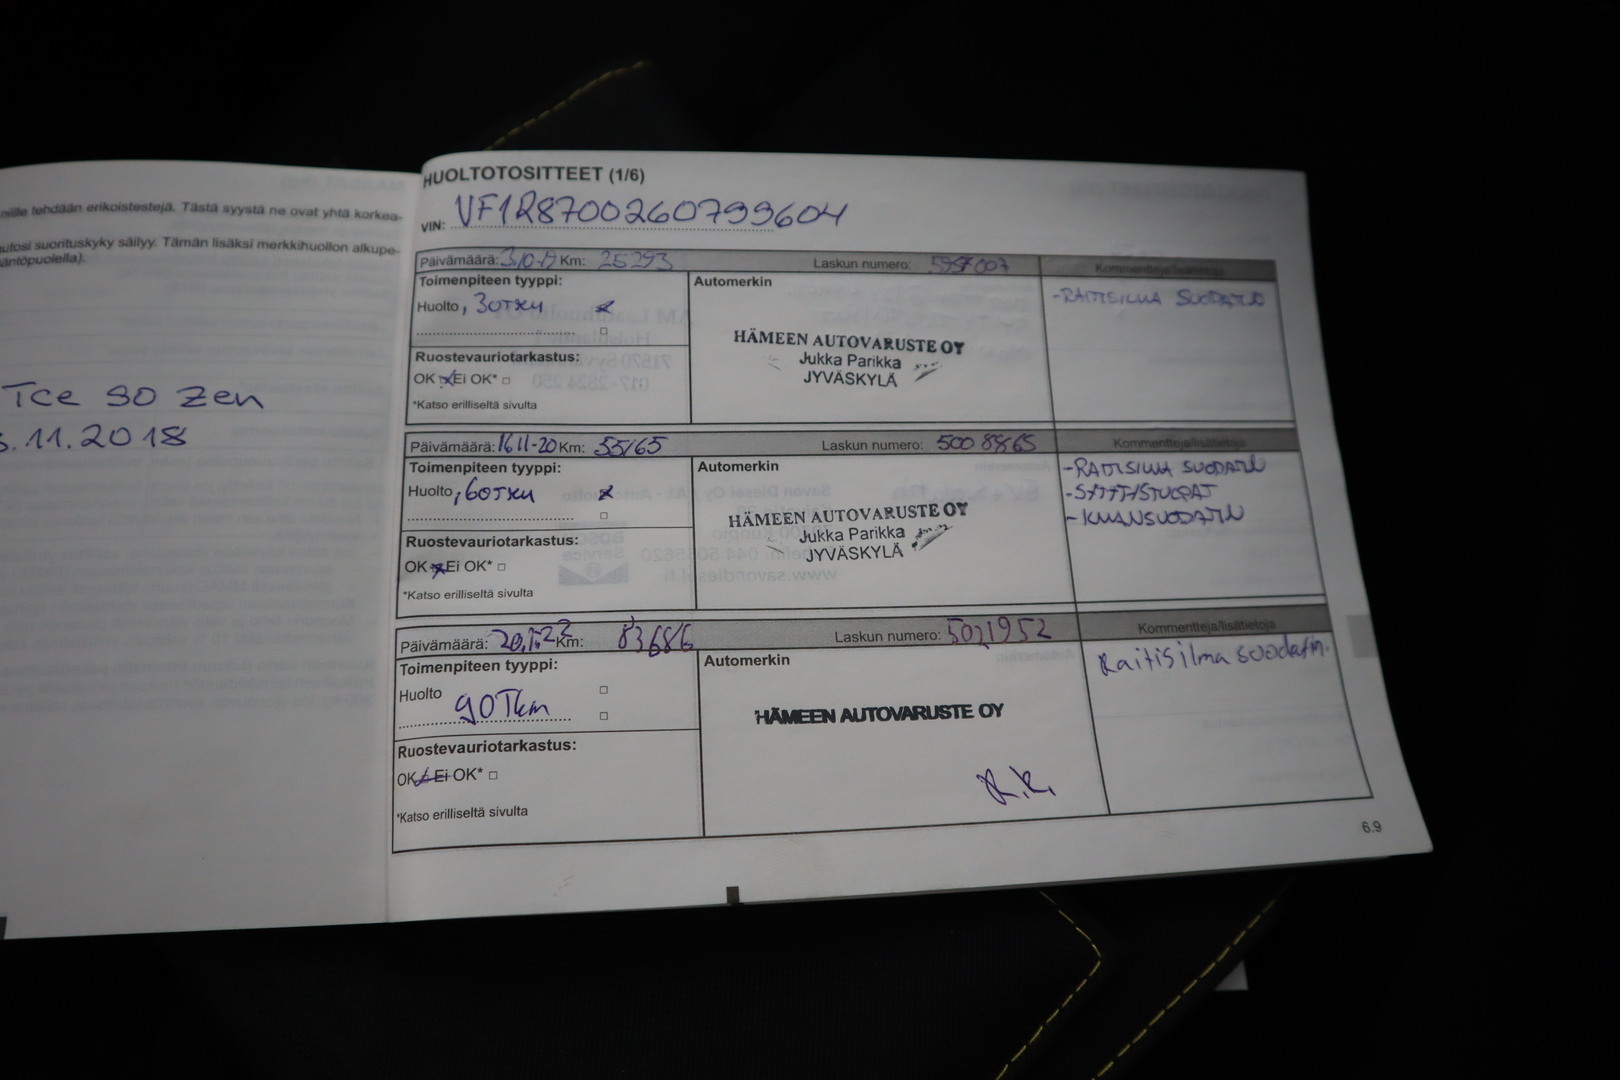 nille tehdään erikoistestejä. Tästä syystä ne ovat yhtä korkea-
autosi suorituskyky säilyy. Tämän lisäksi merkkihuollon alkupe-
ääntöpuolella).
Tce 90 Zen
.11.2018
HUOLTOTOSITTEET (1/6)
VIN: VF1R8700260799604
Päivämäärä: Km: 25293 Laskun numero: Kommentteja/lisätietoja
Toimenpiteen tyyppi: Automerkin
Huolto, 30TKM
-RAITISILMA SUODATIN
HÄMEEN AUTOVARUSTE OY
Jukka Parikka
JYVÄSKYLÄ
Ruostevauriotarkastus:
OK Ei OK*
*Katso erilliseltä sivulta
Päivämäärä: 16.11-20 Km: 55165 Laskun numero: 5008865 Kommentteja/lisätietoja
Toimenpiteen tyyppi: Automerkin
Huolto, 60TKM
-RAITISILMA SUODATIN
-SYTYTYSTULPAT
-ILMANSUODATIN
HÄMEEN AUTOVARUSTE OY
Jukka Parikka
JYVÄSKYLÄ
Ruostevauriotarkastus:
OK Ei OK*
*Katso erilliseltä sivulta
Päivämäärä: Km: 83686 Laskun numero: 5021952 Kommentteja/lisätietoja
Toimenpiteen tyyppi: Automerkin
Huolto
90Tkm
Raitisilma suodatin.
HÄMEEN AUTOVARUSTE OY
Ruostevauriotarkastus:
OK Ei OK*
*Katso erilliseltä sivulta
6.9